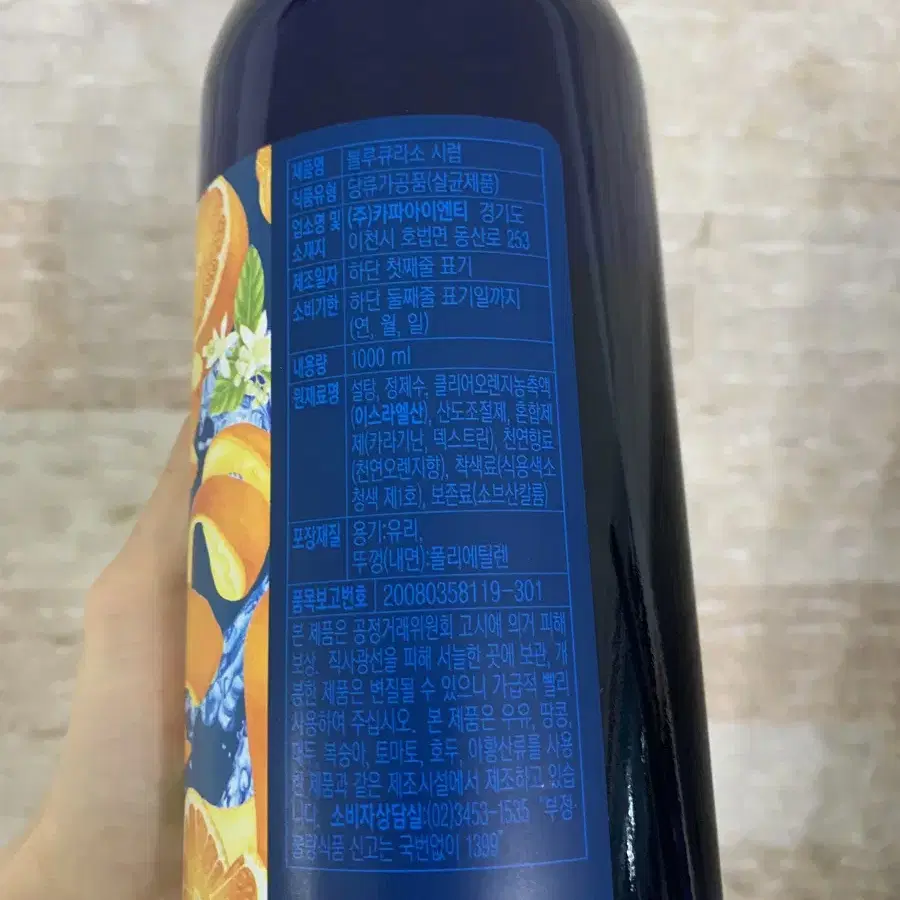 제품명 블루큐라소 시럽
식품유형 당류가공품(살균제품)
업소명 및 (주)카파아이엔티 경기도
소재지 이천시 호법면 동산로 253
제조일자 하단 첫째줄 표기
소비기한 하단 둘째줄 표기일까지
(연, 월, 일)
내용량 1000 ml
원재료명 설탕, 정제수, 클리어오렌지농축액
(이스라엘산), 산도조절제, 혼합제
제(카라기난, 덱스트린), 천연향료
(천연오렌지향), 착색료(식용색소
청색 제1호), 보존료(소브산칼륨)
포장재질 용기:유리,
뚜껑(내면):폴리에틸렌
품목보고번호 20080358119-301
본 제품은 공정거래위원회 고시에 의거 피해
보상. 직사광선을 피해 서늘한 곳에 보관, 개
봉한 제품은 변질될 수 있으니 가급적 빨리
사용하여 주십시오. 본 제품은 우유, 땅콩,
대두, 복숭아, 토마토, 호두, 아황산류를 사용
한 제품과 같은 제조시설에서 제조하고 있습
니다. 소비자상담실:(02)3453-1535 "부정·
불량식품 신고는 국번없이 1399"